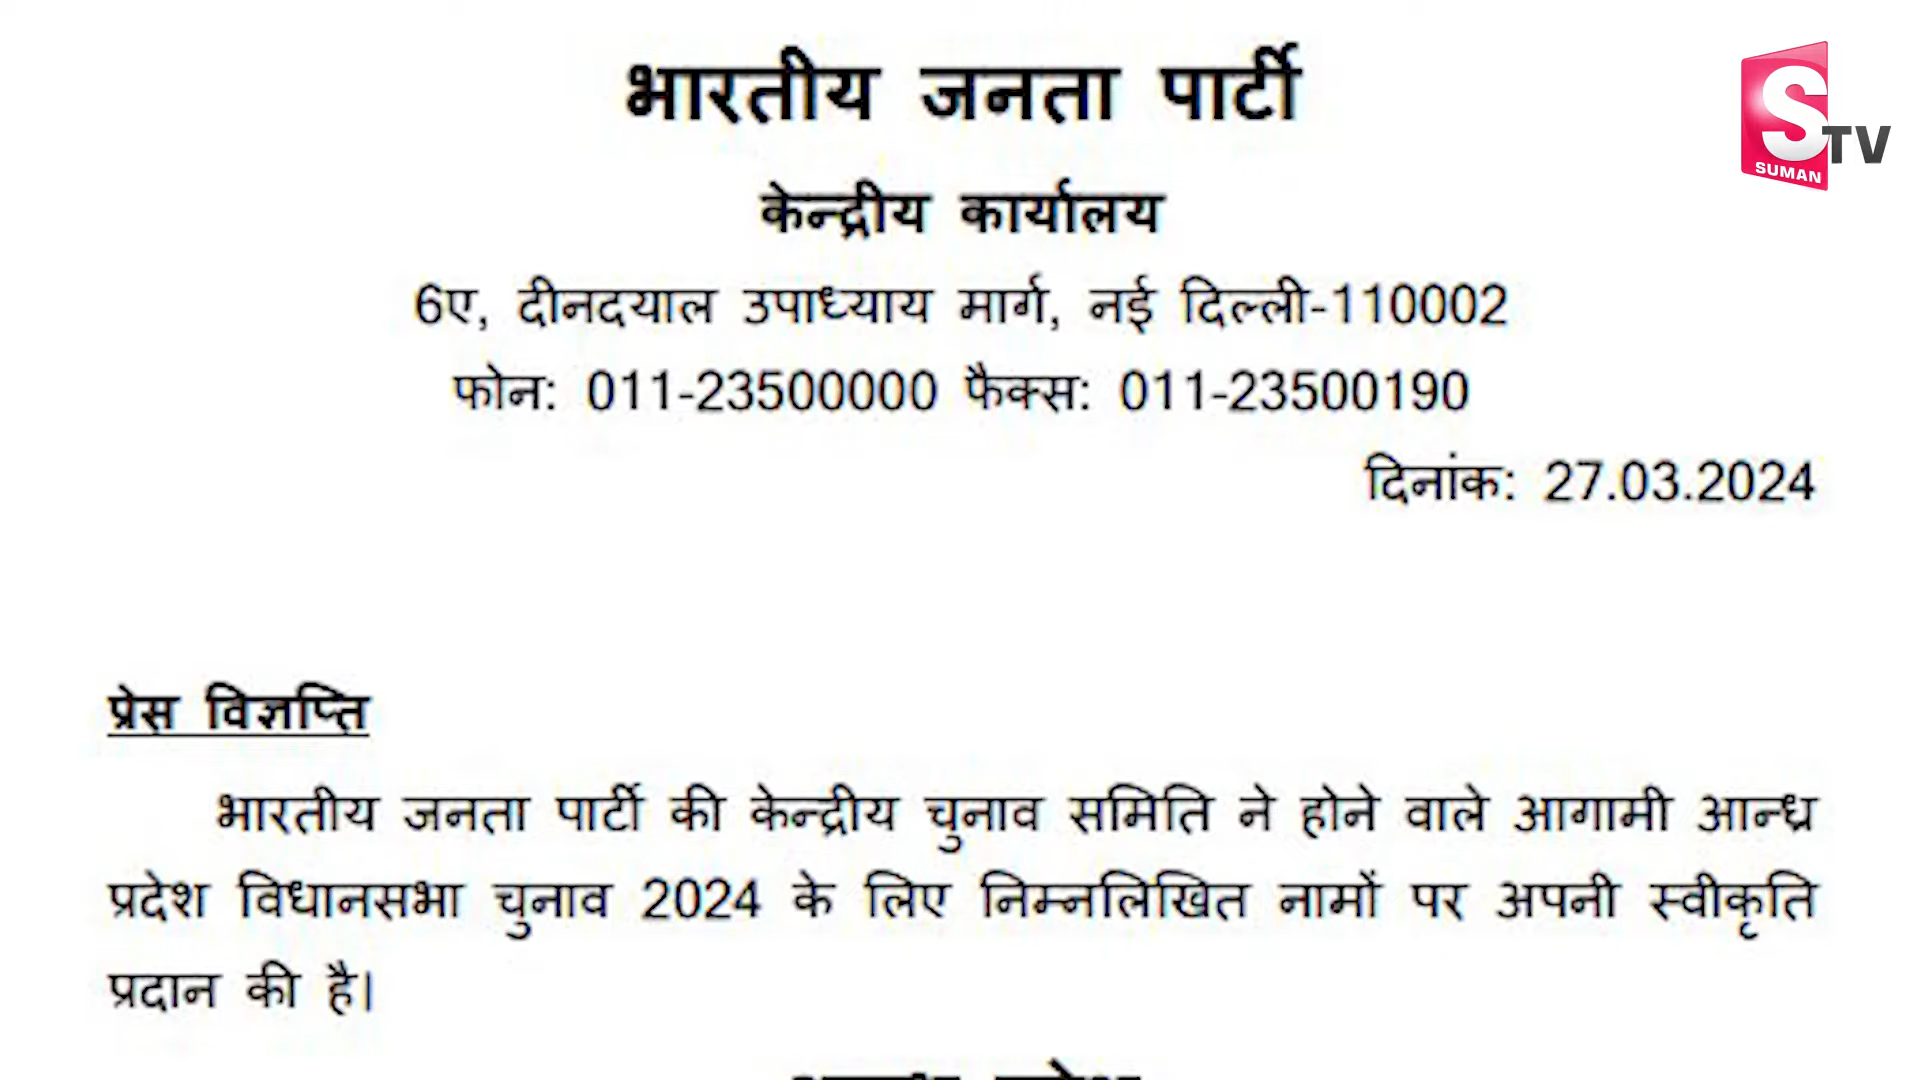 भारतीय जनता पार्टी
केन्द्रीय कार्यालय
6ए, दीनदयाल उपाध्याय मार्ग, नई दिल्ली-110002
फोन: 011-23500000 फैक्स: 011-23500190
दिनांक: 27.03.2024
प्रेस विज्ञप्ति
भारतीय जनता पार्टी की केन्द्रीय चुनाव समिति ने होने वाले आगामी आन्ध्र
प्रदेश विधानसभा चुनाव 2024 के लिए निम्नलिखित नामों पर अपनी स्वीकृति
प्रदान की है।
S TV
SUMAN